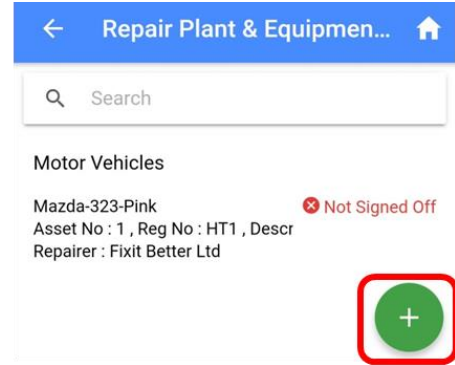 Repair Plant & Equipmen...
Search
Motor Vehicles
Mazda-323-Pink
Not Signed Off
Asset No : 1 , Reg No : HT1 , Descr
Repairer : Fixit Better Ltd
+